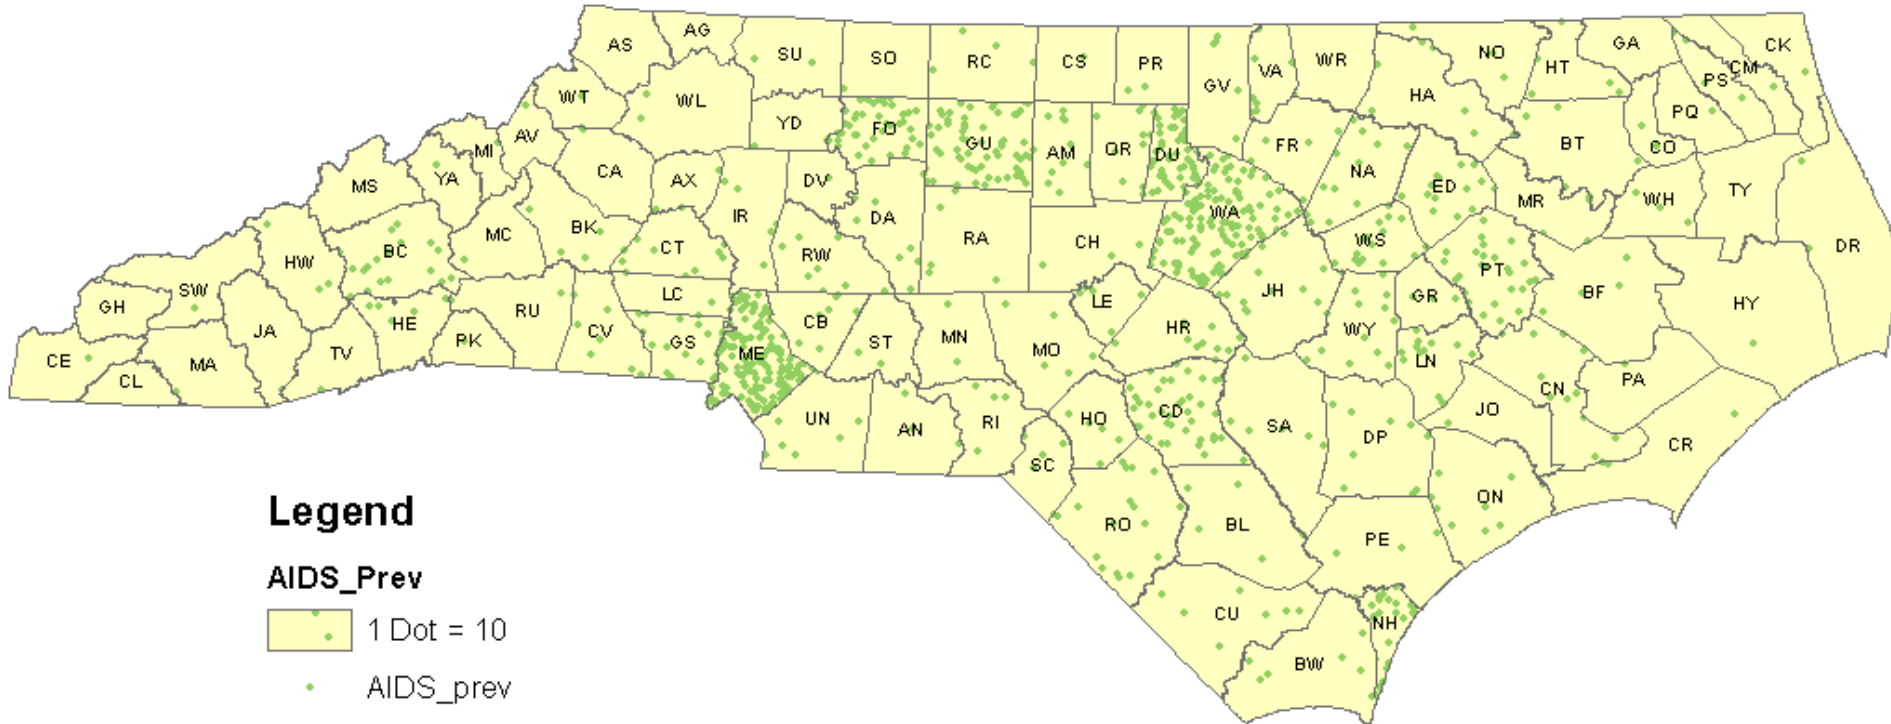 AS
AG
SU
SO
RC
CS
PR
GV
VA
WR
NO
HT
GA
PS
CM
CK
WT
WL
YD
FO
GU
AM
OR
DU
FR
HA
NA
BT
CO
PQ
MI
AV
CA
AX
IR
DV
DA
WA
ED
MR
WH
TY
MS
YA
MC
BK
CT
RW
RA
CH
WS
PT
DR
HW
BC
SW
GH
JA
HE
RU
LC
CV
GS
ME
CB
ST
MN
MO
LE
HR
JH
WY
GR
LN
BF
HY
CE
CL
MA
TV
PK
UN
AN
RI
HO
CD
SA
DP
JO
CN
PA
CR
SC
RO
BL
PE
ON
CU
BW
NH
Legend
AIDS_Prev
1 Dot = 10
AIDS_prev